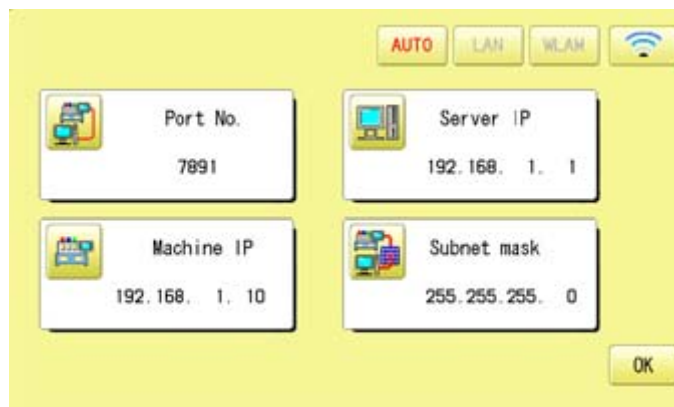 AUTO LAN WLAN
Port No.
7891
Server IP
192.168. 1. 1
Machine IP
192.168. 1. 10
Subnet mask
255.255.255. 0
OK